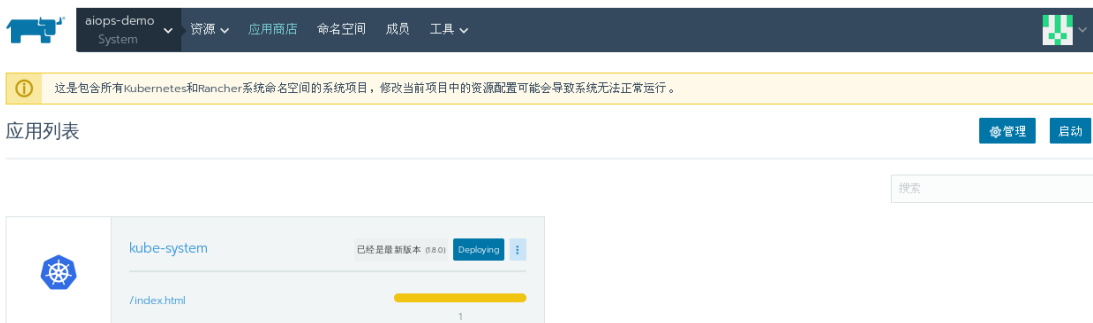 aiops-demo
System
资源 应用商店 命名空间 成员 工具
这是包含所有Kubernetes和Rancher系统命名空间的系统项目，修改当前项目中的资源配置可能会导致系统无法正常运行。
应用列表
管理 启动
搜索
kube-system
已经是最新版本 (1.8.0) Deploying
/index.html
1